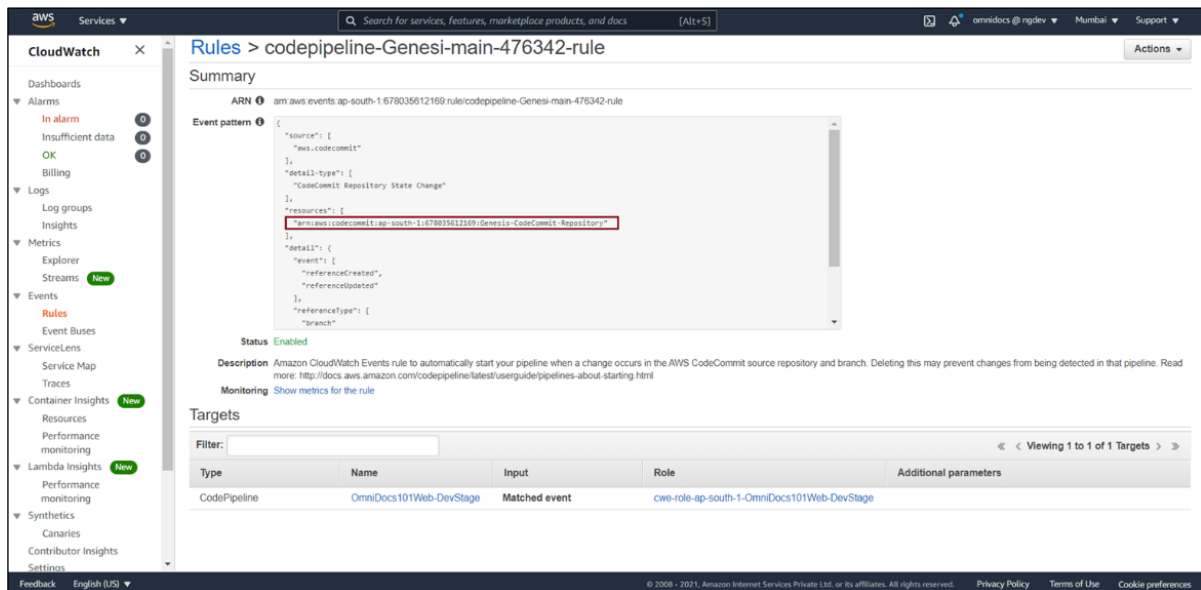 aws
Services ▼
Search for services, features, marketplace products, and docs
[Alt+S]
omnidocs @ ngdev ▼
Mumbai ▼
Support ▼
CloudWatch
×
Dashboards
Alarms
In alarm 0
Insufficient data 0
OK 0
Billing
Logs
Log groups
Insights
Metrics
Explorer
Streams New
Events
Rules
Event Buses
ServiceLens
Service Map
Traces
Container Insights New
Resources
Performance
monitoring
Lambda Insights New
Performance
monitoring
Synthetics
Canaries
Contributor Insights
Settings
Rules > codepipeline-Genesi-main-476342-rule
Actions
Summary
ARN arn:aws:events:ap-south-1:678035612169:rule/codepipeline-Genesi-main-476342-rule
Event pattern
{
"source": [
"aws.codecommit"
],
"detail-type": [
"CodeCommit Repository State Change"
],
"resources": [
"arn:aws:codecommit:ap-south-1:678035612169:Genesis-CodeCommit-Repository"
],
"detail": {
"event": [
"referenceCreated",
"referenceUpdated"
],
"referenceType": [
"branch"
Status Enabled
Description Amazon CloudWatch Events rule to automatically start your pipeline when a change occurs in the AWS CodeCommit source repository and branch. Deleting this may prevent changes from being detected in that pipeline. Read
more: http://docs.aws.amazon.com/codepipeline/latest/userguide/pipelines-about-starting.html
Monitoring Show metrics for the rule
Targets
Filter:
« < Viewing 1 to 1 of 1 Targets > »
Type Name Input Role Additional parameters
CodePipeline OmniDocs101Web-DevStage Matched event cwe-role-ap-south-1-OmniDocs101Web-DevStage
Feedback English (US) ▼
© 2008 - 2021, Amazon Internet Services Private Ltd. or its affiliates. All rights reserved. Privacy Policy Terms of Use Cookie preferences